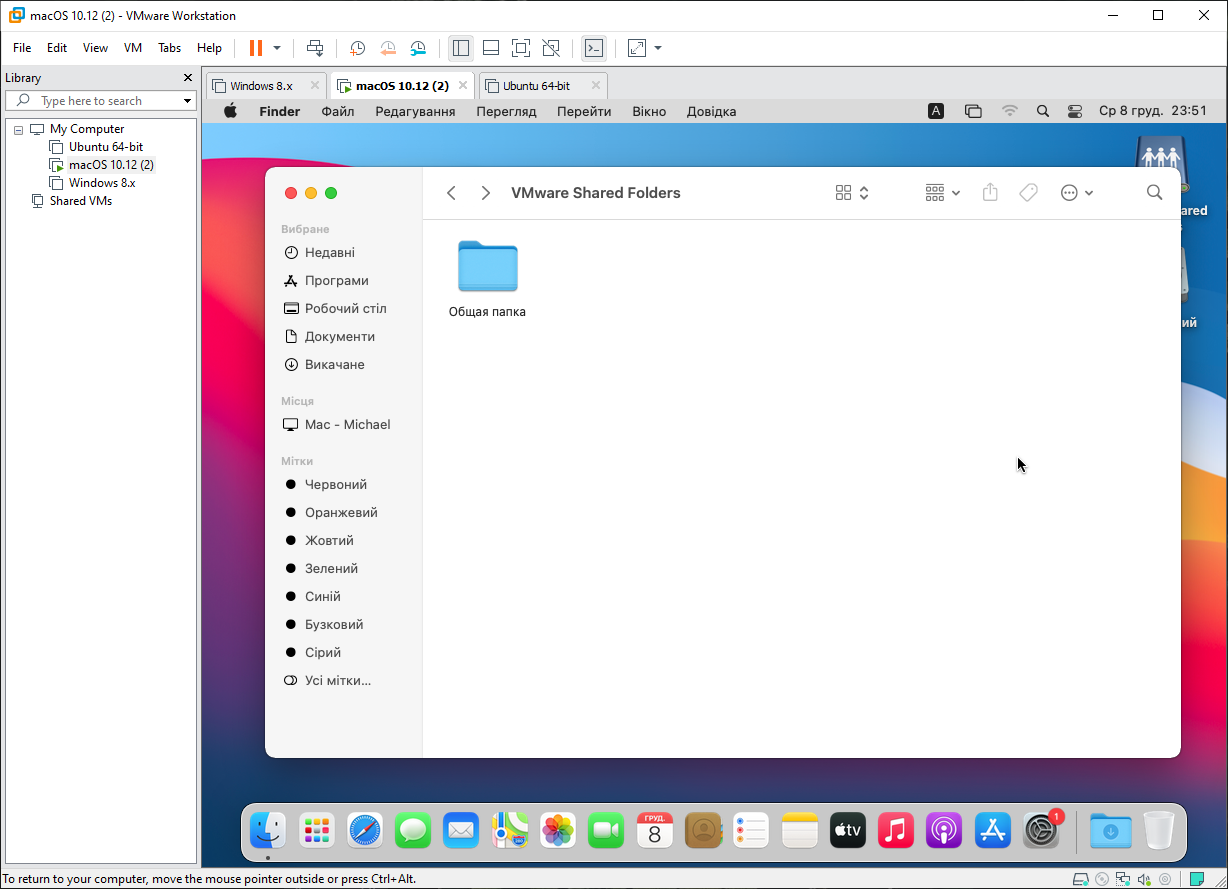 macOS 10.12 (2) - VMware Workstation
File Edit View VM Tabs Help
Library
Type here to search
My Computer
Ubuntu 64-bit
macOS 10.12 (2)
Windows 8.x
Shared VMs
Windows 8.x macOS 10.12 (2) Ubuntu 64-bit
Finder Файл Редагування Перегляд Перейти Вікно Довідка A Ср 8 груд. 23:51
VMware Shared Folders
Вибране
Недавні
Програми
Робочий стіл
Документи
Викачане
Місця
Mac - Michael
Мітки
Червоний
Оранжевий
Жовтий
Зелений
Синій
Бузковий
Сірий
Усі мітки...
Общая папка
ared
ий
ГРУД.
8
tv
1
To return to your computer, move the mouse pointer outside or press Ctrl+Alt.